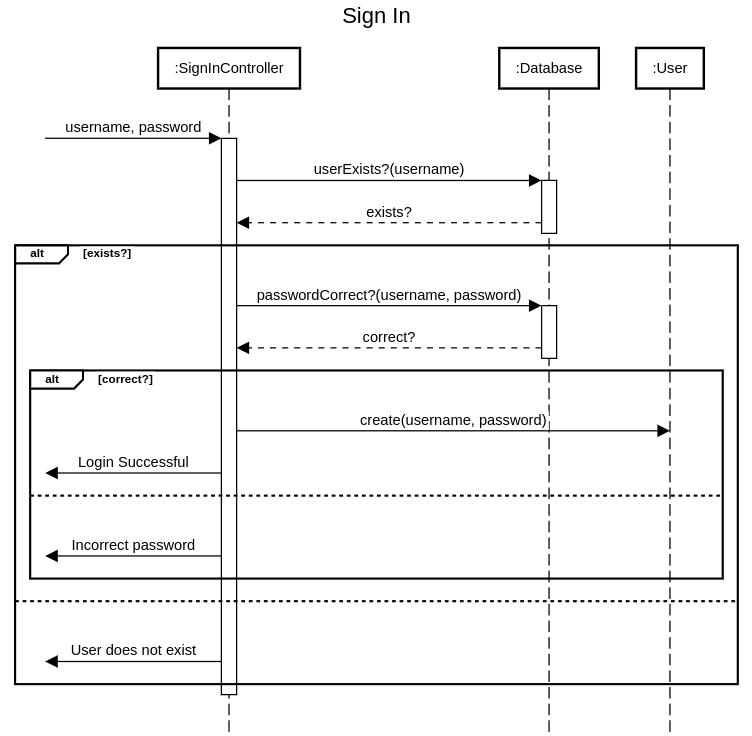 Sign In
:SignInController
:Database
:User
username, password
userExists?(username)
exists?
alt
[exists?]
passwordCorrect?(username, password)
correct?
alt
[correct?]
create(username, password)
Login Successful
Incorrect password
User does not exist